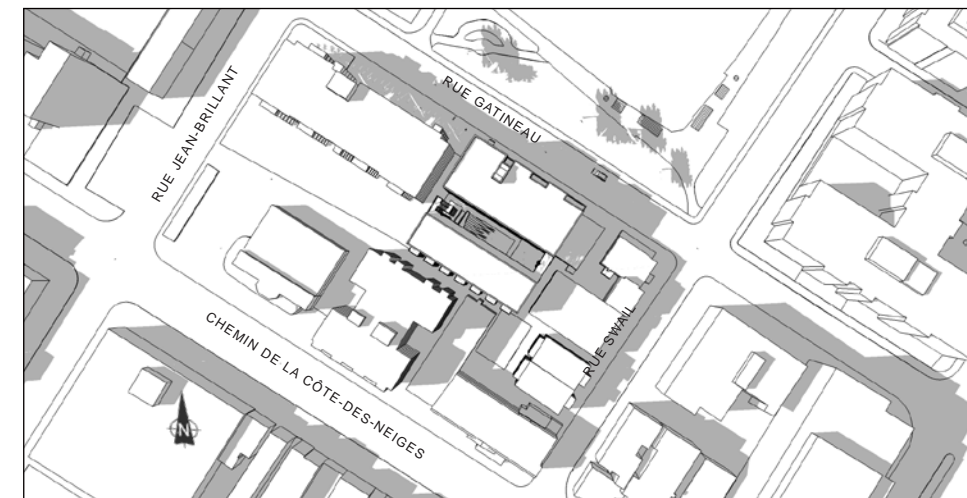 RUE JEAN-BRILLANT
RUE GATINEAU
RUE SWAIL
CHEMIN DE LA CÔTE-DES-NEIGES
N